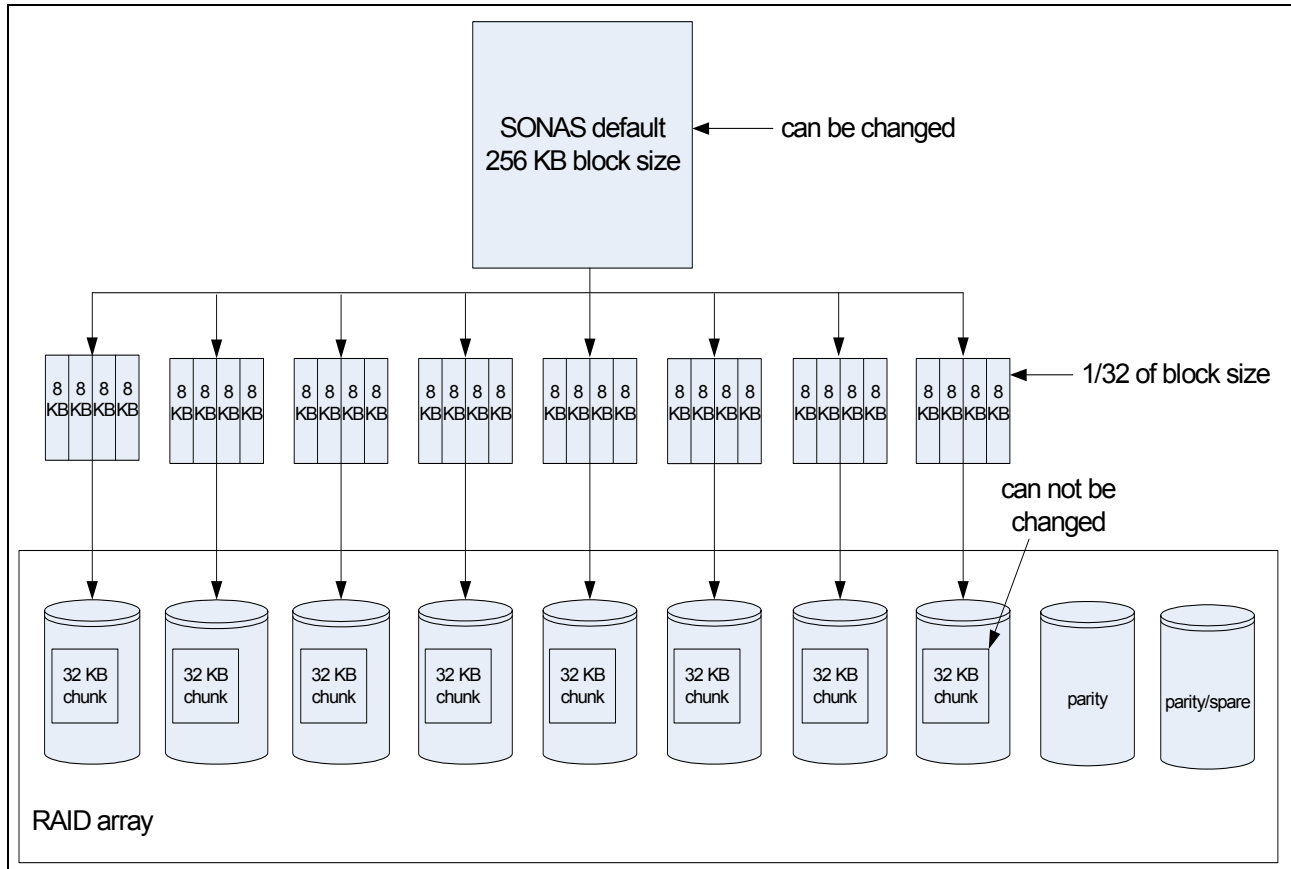 SONAS default
256 KB block size
can be changed
8 8 8 8
KB KB KB KB
8 8 8 8
KB KB KB KB
8 8 8 8
KB KB KB KB
8 8 8 8
KB KB KB KB
8 8 8 8
KB KB KB KB
8 8 8 8
KB KB KB KB
8 8 8 8
KB KB KB KB
8 8 8 8
KB KB KB KB
1/32 of block size
can not be
changed
32 KB
chunk
32 KB
chunk
32 KB
chunk
32 KB
chunk
32 KB
chunk
32 KB
chunk
32 KB
chunk
32 KB
chunk
parity
parity/spare
RAID array